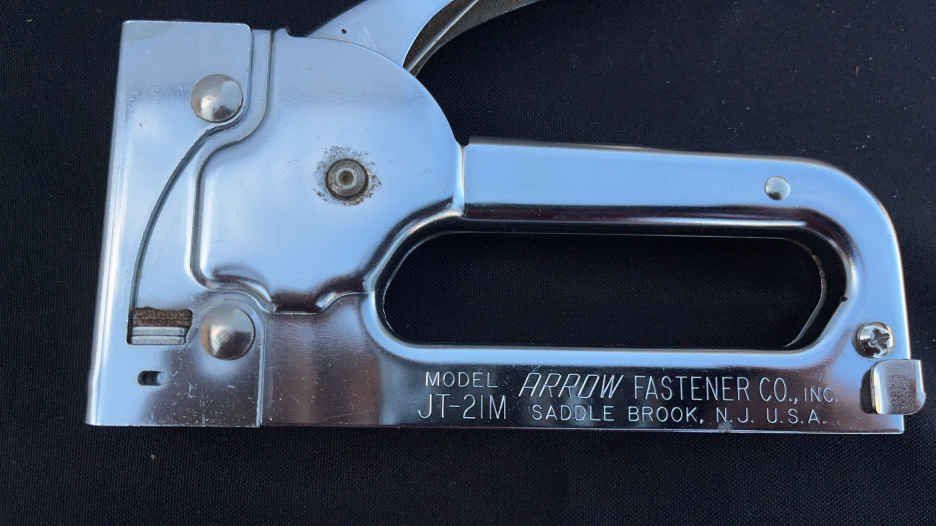 MODEL ARROW FASTENER CO., INC.
JT-21M SADDLE BROOK, N.J. U.S.A.